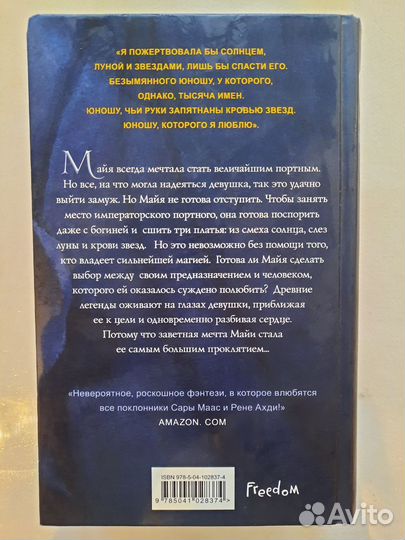 «Я ПОЖЕРТВОВАЛА БЫ СОЛНЦЕМ,
ЛУНОЙ И ЗВЕЗДАМИ, ЛИШЬ БЫ СПАСТИ ЕГО.
БЕЗЫМЯННОГО ЮНОШУ, У КОТОРОГО,
ОДНАКО, ТЫСЯЧА ИМЕН.
ЮНОШУ, ЧЬИ РУКИ ЗАПЯТНАНЫ КРОВЬЮ ЗВЕЗД.
ЮНОШУ, КОТОРОГО Я ЛЮБЛЮ».
Майя всегда мечтала стать величайшим портным.
Но все, на что могла надеяться девушка, так это удачно
выйти замуж. Но Майя не готова отступить. Чтобы занять
место императорского портного, она готова поспорить
даже с богиней и сшить три платья: из смеха солнца, слез
луны и крови звезд. Но это невозможно без помощи того,
кто владеет сильнейшей магией. Готова ли Майя сделать
выбор между своим предназначением и человеком,
которого ей оказалось суждено полюбить? Древние
легенды оживают на глазах девушки, приближая
ее к цели и одновременно разбивая сердце.
Потому что заветная мечта Майи стала
ее самым большим проклятием...
«Невероятное, роскошное фэнтези, в которое влюбятся
все поклонники Сары Маас и Рене Ахди!»
AMAZON. COM
ISBN 978-5-04-102837-4
9 785041 028374 >
FreedoM
Avito